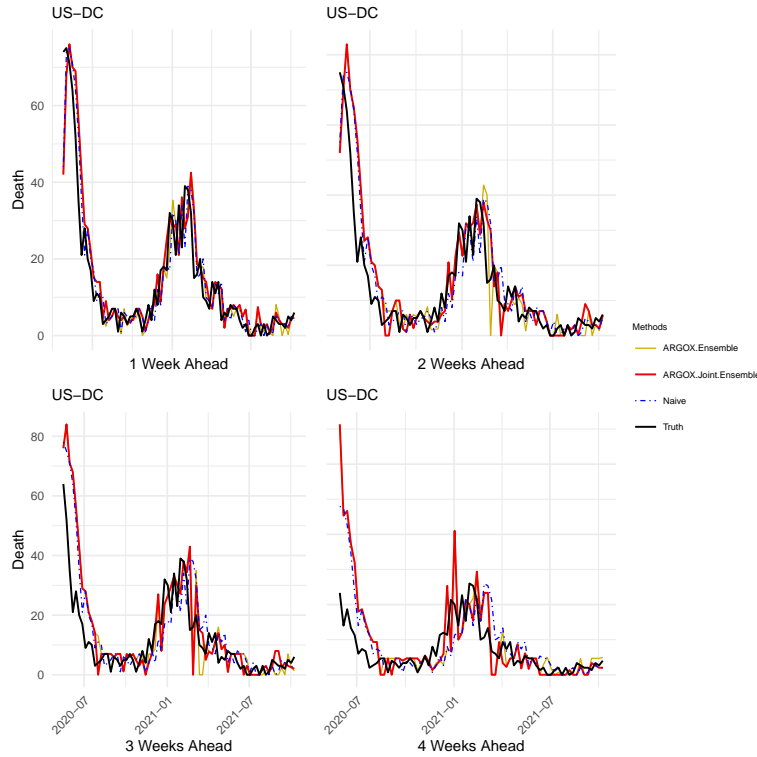 US−DC
US−DC
Death
60
40
20
0
1 Week Ahead
2 Weeks Ahead
Methods
ARGOX.Ensemble
ARGOX.Joint.Ensemble
Naive
Truth
US−DC
US−DC
Death
80
60
40
20
0
2020−07
2021−01
2021−07
2020−07
2021−01
2021−07
3 Weeks Ahead
4 Weeks Ahead